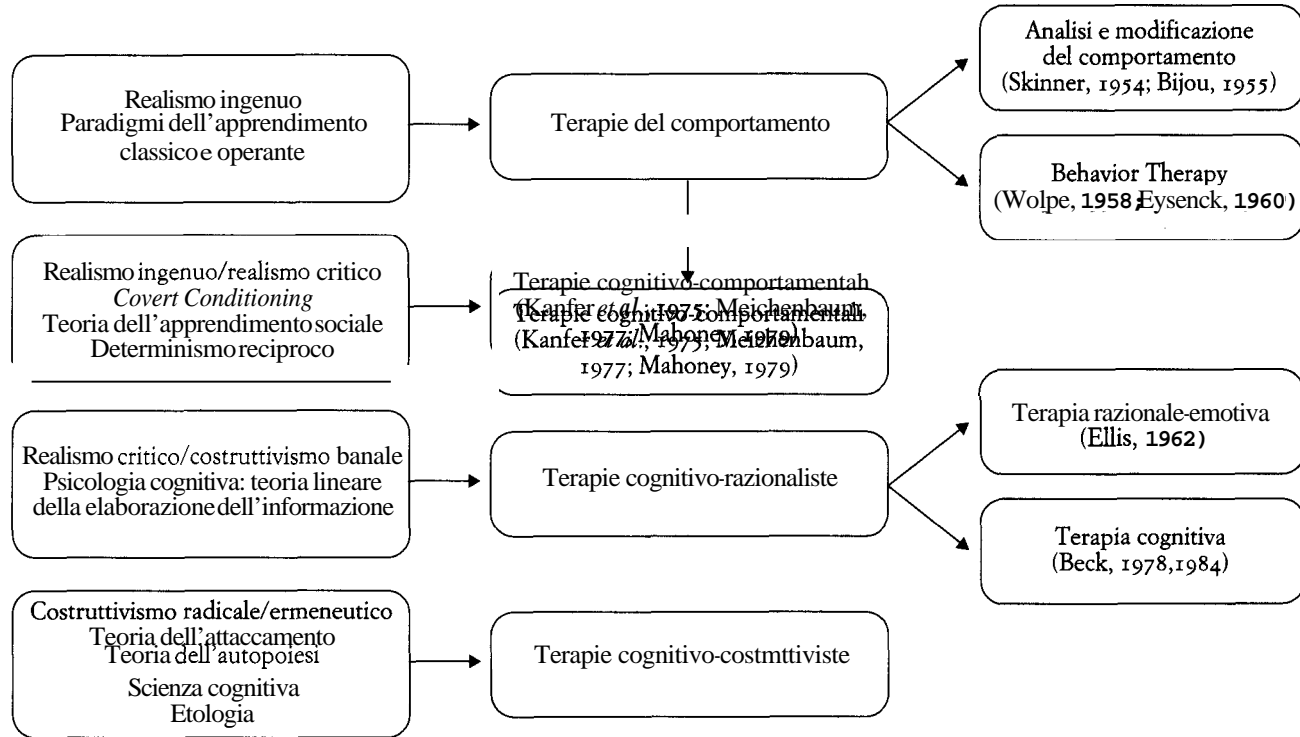 Realismo ingenuo
Paradigmi dell'apprendimento
classico e operante
Terapie del comportamento
Analisi e modificazione
del comportamento
(Skinner, 1954; Bijou, 1955)
Behavior Therapy
(Wolpe, 1958; Eysenck, 1960)
Realismo ingenuo/realismo critico
Covert Conditioning
Teoria dell'apprendimento sociale
Determinismo reciproco
Terapie cognitivo-comportamentali
(Kanfer et al., 1975; Meichenbaum,
1977; Mahoney, 1979)
Realismo critico/costruttivismo banale
Psicologia cognitiva: teoria lineare
della elaborazione dell'informazione
Terapie cognitivo-razionaliste
Terapia razionale-emotiva
(Ellis, 1962)
Terapia cognitiva
(Beck, 1978,1984)
Costruttivismo radicale/ermeneutico
Teoria dell'attaccamento
Teoria dell'autopoiesi
Scienza cognitiva
Etologia
Terapie cognitivo-costmttiviste